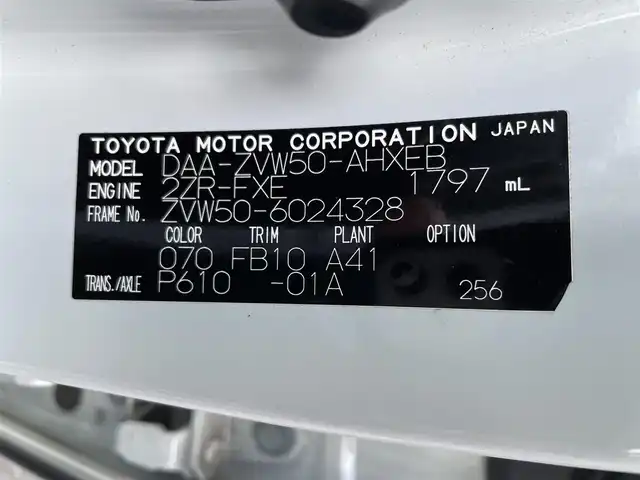 TOYOTA MOTOR CORPORATION JAPAN
MODEL DAA-ZVW50-AHXEB
ENGINE 2ZR-FXE 1797 mL
FRAME No. ZVW50-6024328
COLOR TRIM PLANT OPTION
070 FB10 A41
TRANS./AXLE P610 -01A 256